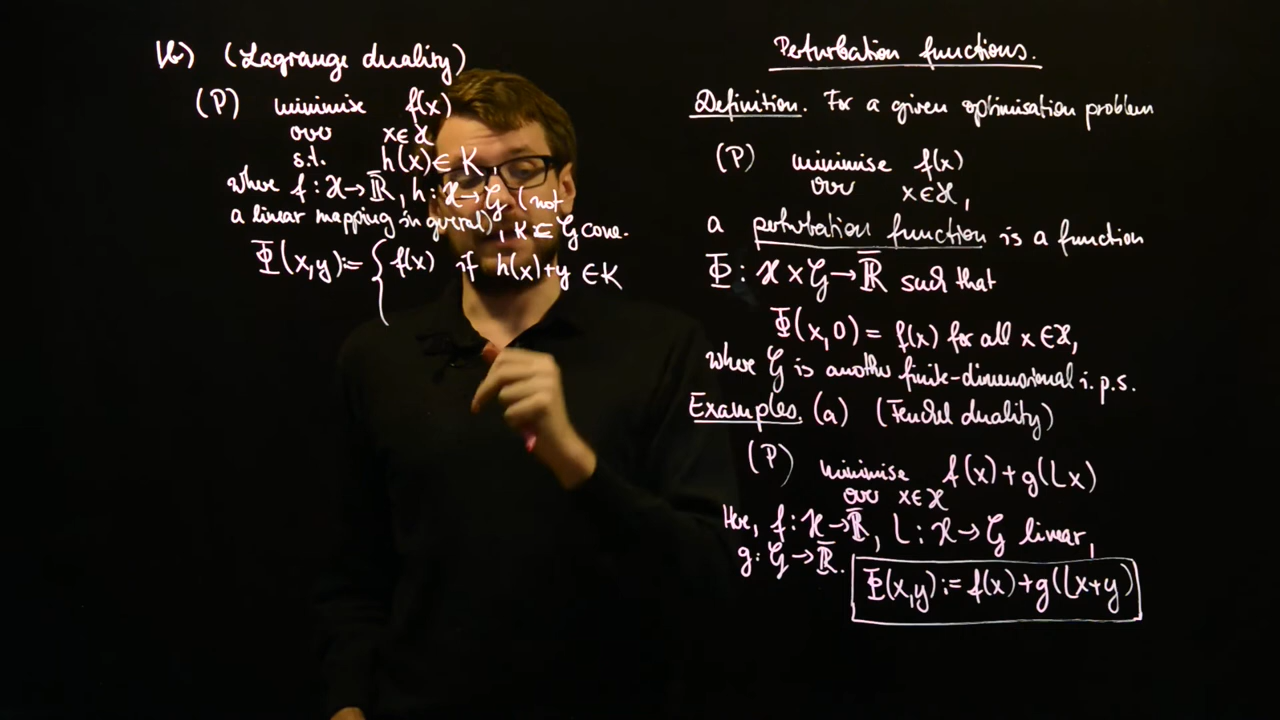 (b) (Lagrange duality)
(P) minimise f(x)
over x∈𝓗
s.t. h(x)∈K,
where f:𝓗→ℝ̄, h:𝓗→𝓖 (not
a linear mapping in general), K⊆𝓖 cone.
Φ(x,y):= { f(x) if h(x)+y ∈K
Perturbation functions.
Definition. For a given optimisation problem
(P) minimise f(x)
over x∈𝓗,
a perturbation function is a function
Φ: 𝓗×𝓖→ℝ̄ such that
Φ(x,0)= f(x) for all x∈𝓗,
where 𝓖 is another finite-dimensional i.p.s.
Examples. (a) (Fenchel duality)
(P) minimise f(x)+g(Lx)
over x∈𝓗
Here, f:𝓗→ℝ̄, L:𝓗→𝓖 linear,
g:𝓖→ℝ̄. Φ(x,y):= f(x)+g(Lx+y)